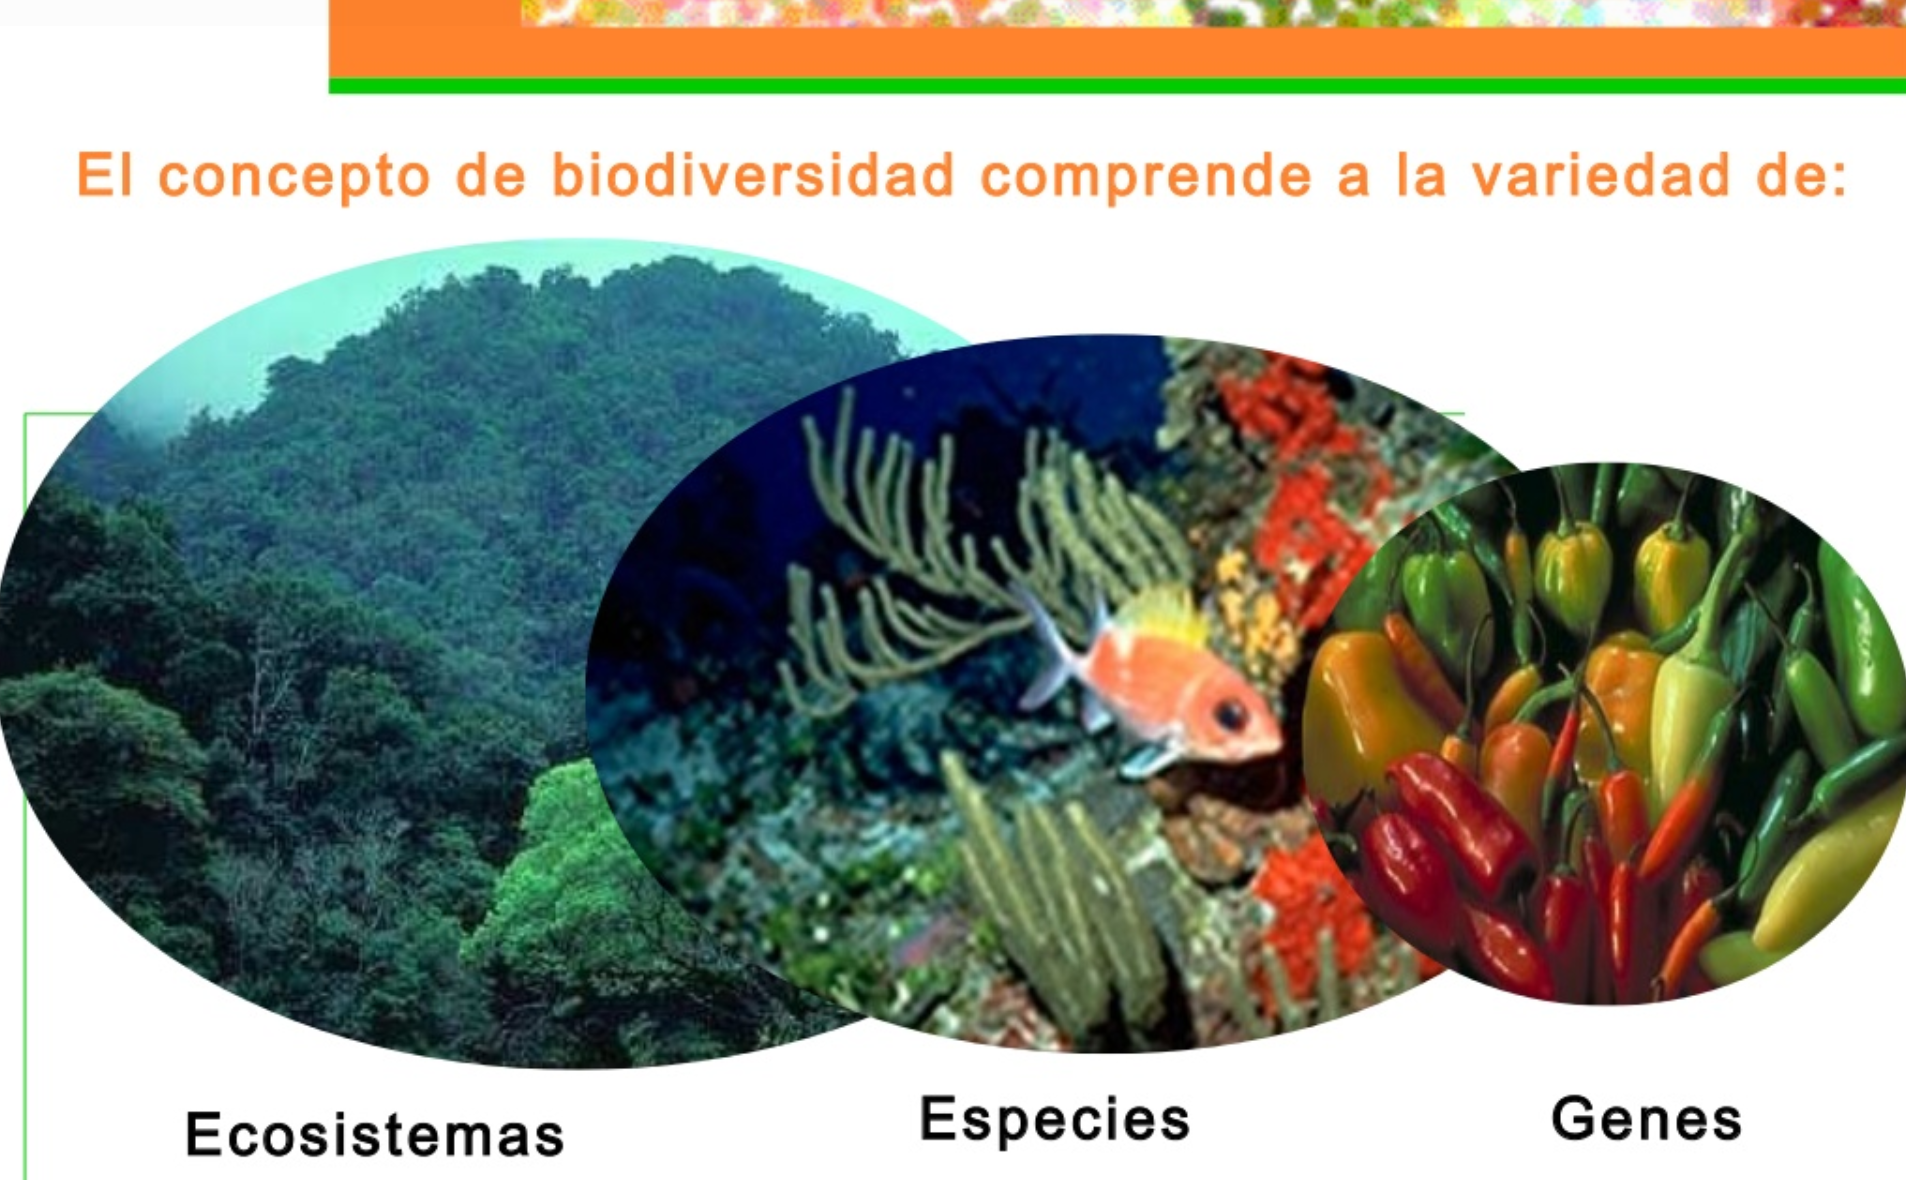 El concepto de biodiversidad comprende a la variedad de:
Ecosistemas
Especies
Genes